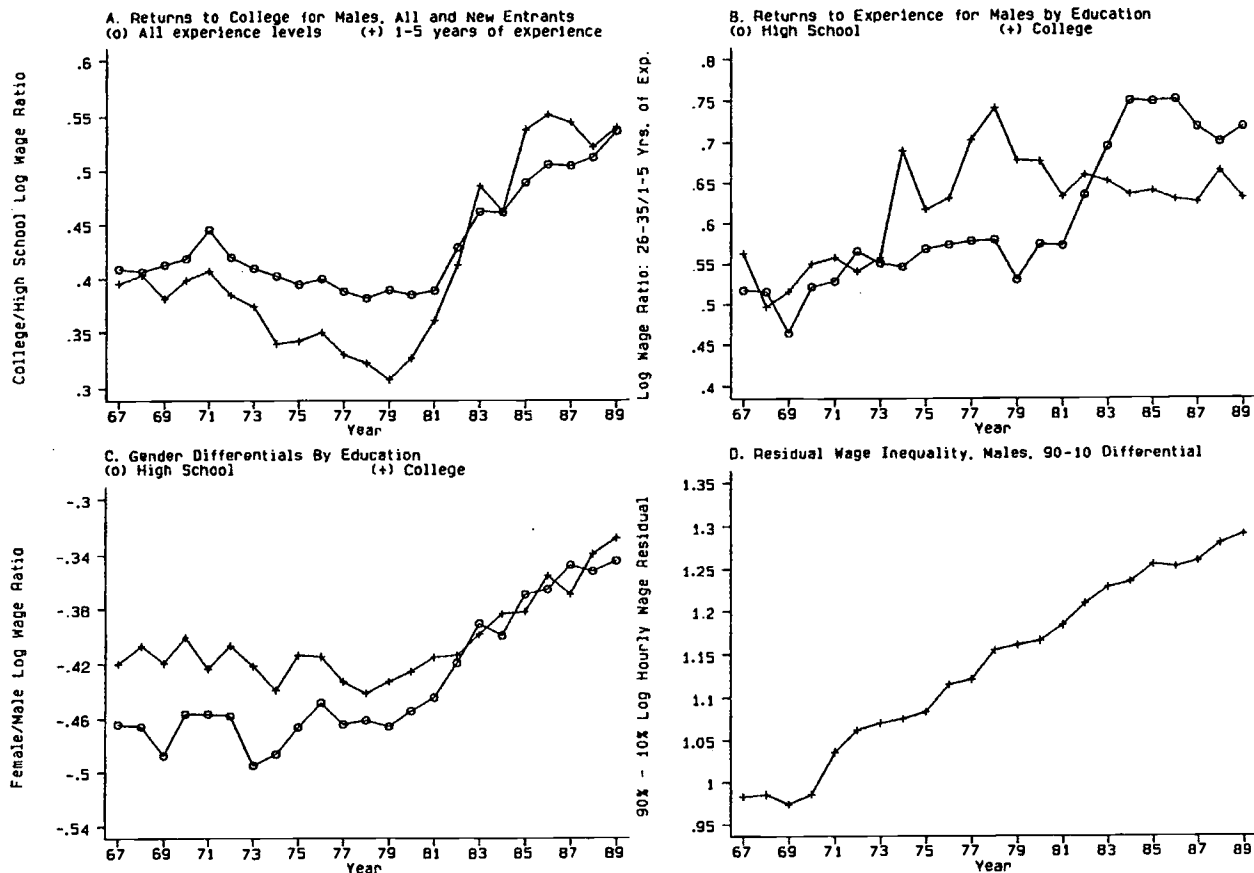 A. Returns to College for Males, All and New Entrants
(o) All experience levels (+) 1-5 years of experience
College/High School Log Wage Ratio
.6
.55
.5
.45
.4
.35
.3
67 69 71 73 75 77 79 81 83 85 87 89
Year
B. Returns to Experience for Males by Education
(o) High School (+) College
Log Wage Ratio: 26-35/1-5 Yrs. of Exp.
.8
.75
.7
.65
.6
.55
.5
.45
.4
67 69 71 73 75 77 79 81 83 85 87 89
Year
C. Gender Differentials By Education
(o) High School (+) College
Female/Male Log Wage Ratio
-.3
-.34
-.38
-.42
-.46
-.5
-.54
67 69 71 73 75 77 79 81 83 85 87 89
Year
D. Residual Wage Inequality, Males, 90-10 Differential
90% - 10% Log Hourly Wage Residual
1.35
1.3
1.25
1.2
1.15
1.1
1.05
1
.95
67 69 71 73 75 77 79 81 83 85 87 89
Year